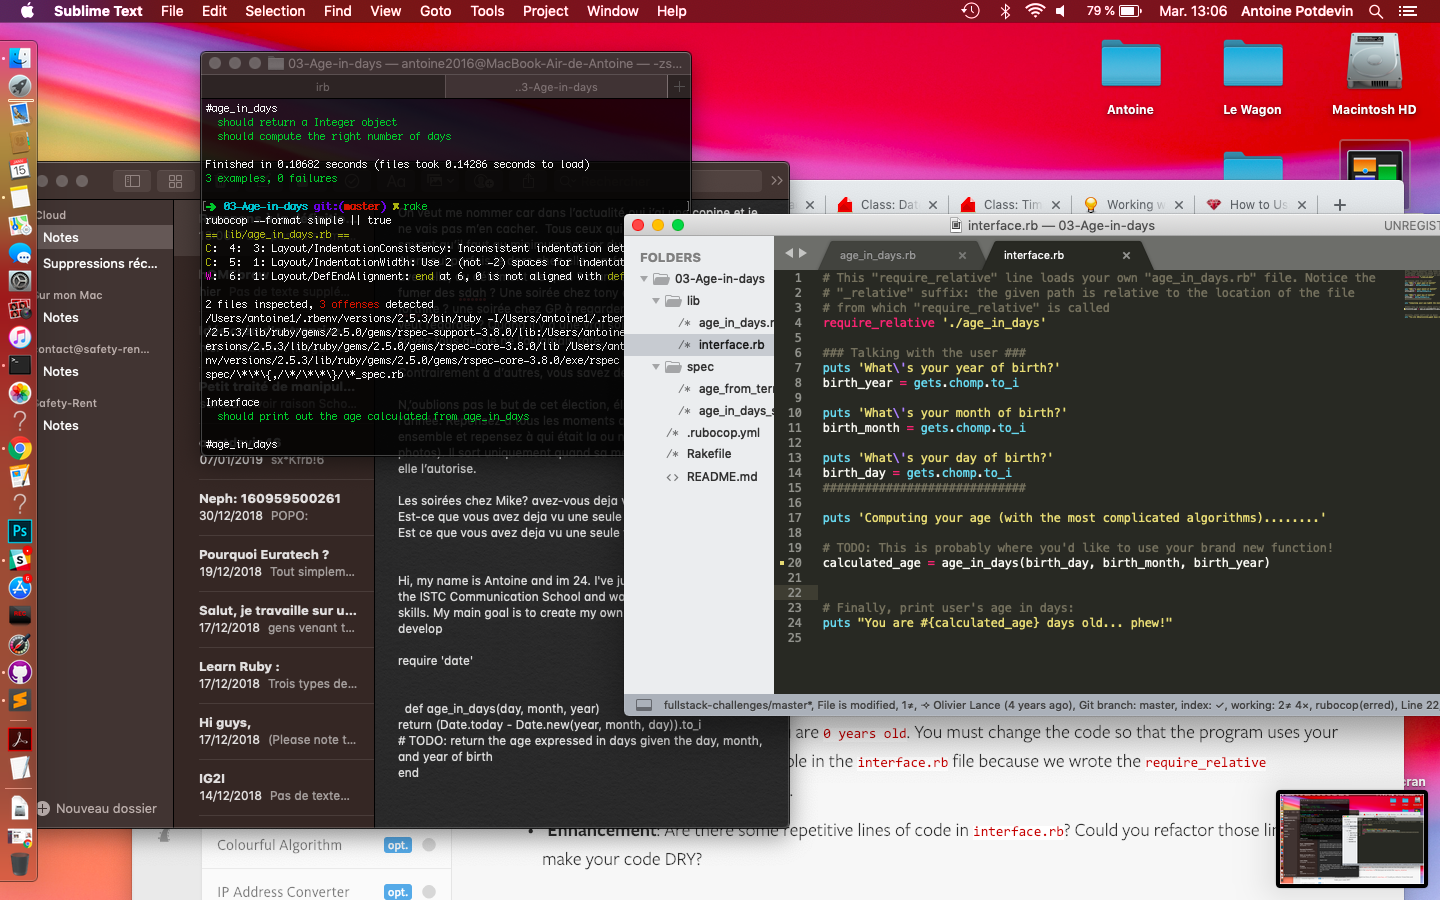 Sublime Text File Edit Selection Find View Goto Tools Project Window Help 79 % Mar. 13:06 Antoine Potdevin
Antoine
Le Wagon
Macintosh HD
03-Age-in-days — antoine2016@MacBook-Air-de-Antoine — -zs...
irb
..3-Age-in-days
#age_in_days
should return a Integer object
should compute the right number of days
Finished in 0.10682 seconds (files took 0.14286 seconds to load)
3 examples, 0 failures
03-Age-in-days git:(master) ✗ rake
rubocop --format simple || true
== lib/age_in_days.rb ==
C: 4: 3: Layout/IndentationConsistency: Inconsistent indentation det
C: 5: 1: Layout/IndentationWidth: Use 2 (not -2) spaces for indentat
W: 6: 1: Layout/DefEndAlignment: end at 6, 0 is not aligned with def
2 files inspected, 3 offenses detected
/Users/antoine1/.rbenv/versions/2.5.3/bin/ruby -I/Users/antoine1/.rben
/2.5.3/lib/ruby/gems/2.5.0/gems/rspec-support-3.8.0/lib:/Users/antoine
ersions/2.5.3/lib/ruby/gems/2.5.0/gems/rspec-core-3.8.0/lib /Users/ant
nv/versions/2.5.3/lib/ruby/gems/2.5.0/gems/rspec-core-3.8.0/exe/rspec
spec/\*\*\{,/\*/\*\*\}/\*_spec.rb
Interface
should print out the age calculated from age_in_days
#age_in_days
Cloud
Notes
Suppressions réc...
Sur mon Mac
Notes
contact@safety-ren...
Notes
Safety-Rent
Notes
Nouveau dossier
07/01/2019 sx*Kfrb!6
Neph: 160959500261
30/12/2018 POPO:
Pourquoi Euratech ?
19/12/2018 Tout simplem...
Salut, je travaille sur u...
17/12/2018 gens venant t...
Learn Ruby :
17/12/2018 Trois types de...
Hi guys,
17/12/2018 (Please note t...
IG2I
14/12/2018 Pas de texte...
elle l'autorise.
Les soirées chez Mike? avez-vous deja v
Est-ce que vous avez deja vu une seule
Est ce que vous avez deja vu une seule
Hi, my name is Antoine and im 24. I've ju
the ISTC Communication School and wo
skills. My main goal is to create my own
develop
require 'date'
def age_in_days(day, month, year)
return (Date.today - Date.new(year, month, day)).to_i
# TODO: return the age expressed in days given the day, month,
and year of birth
end
Class: Dat
Class: Tim
Working w
How to Us
interface.rb — 03-Age-in-days
UNREGIST
FOLDERS
03-Age-in-days
lib
age_in_days.r
interface.rb
spec
age_from_terr
age_in_days_s
.rubocop.yml
Rakefile
README.md
age_in_days.rb
interface.rb
1 # This "require_relative" line loads your own "age_in_days.rb" file. Notice the
2 # "_relative" suffix: the given path is relative to the location of the file
3 # from which "require_relative" is called
4 require_relative './age_in_days'
5
6 ### Talking with the user ###
7 puts 'What\'s your year of birth?'
8 birth_year = gets.chomp.to_i
9
10 puts 'What\'s your month of birth?'
11 birth_month = gets.chomp.to_i
12
13 puts 'What\'s your day of birth?'
14 birth_day = gets.chomp.to_i
15 #############################
16
17 puts 'Computing your age (with the most complicated algorithms)........'
18
19 # TODO: This is probably where you'd like to use your brand new function!
20 calculated_age = age_in_days(birth_day, birth_month, birth_year)
21
22
23 # Finally, print user's age in days:
24 puts "You are #{calculated_age} days old... phew!"
25
fullstack-challenges/master*, File is modified, 1≠, Olivier Lance (4 years ago), Git branch: master, index: ✓, working: 2≠ 4×, rubocop(erred), Line 22,
are 0 years old. You must change the code so that the program uses your
ble in the interface.rb file because we wrote the require_relative
Enhancement: Are there some repetitive lines of code in interface.rb? Could you refactor those lin
make your code DRY?
Colourful Algorithm opt.
IP Address Converter opt.
cran
Ps